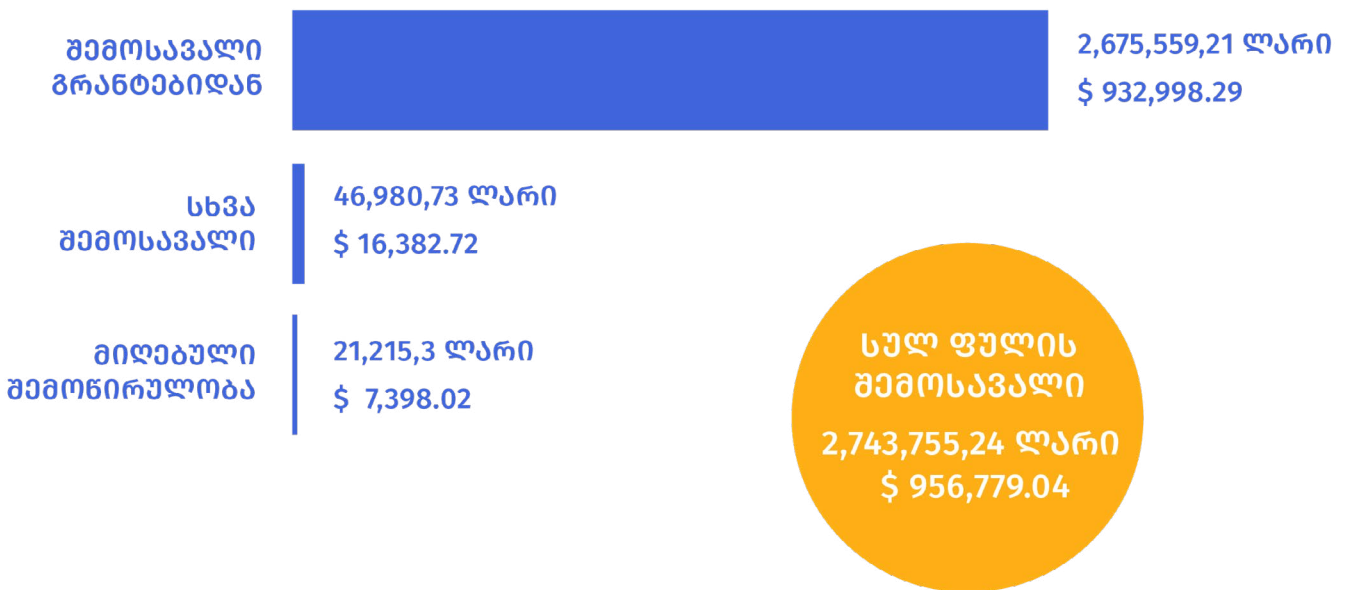 შემოსავალი
გრანტებიდან
2,675,559,21 ლარი
$ 932,998.29
სხვა
შემოსავალი
46,980,73 ლარი
$ 16,382.72
მიღებული
შემოწირულობა
21,215,3 ლარი
$ 7,398.02
სულ ფულის
შემოსავალი
2,743,755,24 ლარი
$ 956,779.04